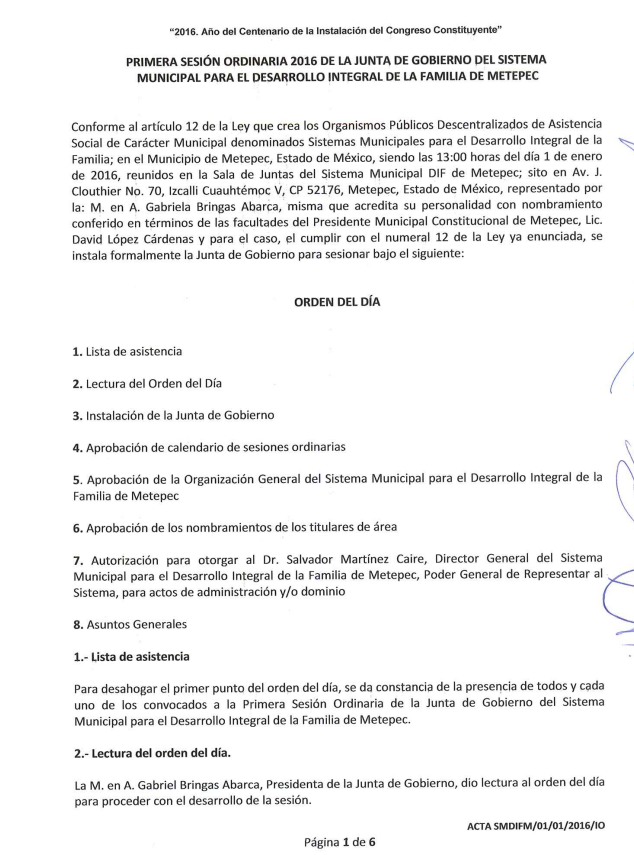 “2016. Año del Centenario de la Instalación del Congreso Constituyente”
PRIMERA SESIÓN ORDINARIA 2016 DE LA JUNTA DE GOBIERNO DEL SISTEMA
MUNICIPAL PARA EL DESARROLLO INTEGRAL DE LA FAMILIA DE METEPEC
Conforme al artículo 12 de la Ley que crea los Organismos Públicos Descentralizados de Asistencia
Social de Carácter Municipal denominados Sistemas Municipales para el Desarrollo Integral de la
Familia; en el Municipio de Metepec, Estado de México, siendo las 13:00 horas del día 1 de enero
de 2016, reunidos en la Sala de Juntas del Sistema Municipal DIF de Metepec; sito en Av. J.
Clouthier No. 70, Izcalli Cuauhtémoc V, CP 52176, Metepec, Estado de México, representado por
la: M. en A. Gabriela Bringas Abarca, misma que acredita su personalidad con nombramiento
conferido en términos de las facultades del Presidente Municipal Constitucional de Metepec, Lic.
David López Cárdenas y para el caso, el cumplir con el numeral 12 de la Ley ya enunciada, se
instala formalmente la Junta de Gobierno para sesionar bajo el siguiente:
ORDEN DEL DÍA
1. Lista de asistencia
2. Lectura del Orden del Día
3. Instalación de la Junta de Gobierno
4. Aprobación de calendario de sesiones ordinarias
5. Aprobación de la Organización General del Sistema Municipal para el Desarrollo Integral de la
Familia de Metepec
6. Aprobación de los nombramientos de los titulares de área
7. Autorización para otorgar al Dr. Salvador Martínez Caire, Director General del Sistema
Municipal para el Desarrollo Integral de la Familia de Metepec, Poder General de Representar al
Sistema, para actos de administración y/o dominio
8. Asuntos Generales
1.- Lista de asistencia
Para desahogar el primer punto del orden del día, se da constancia de la presencia de todos y cada
uno de los convocados a la Primera Sesión Ordinaria de la Junta de Gobierno del Sistema
Municipal para el Desarrollo Integral de la Familia de Metepec.
2.- Lectura del orden del día.
La M. en A. Gabriel Bringas Abarca, Presidenta de la Junta de Gobierno, dio lectura al orden del día
para proceder con el desarrollo de la sesión.
ACTA SMDIFM/01/01/2016/IO
Página 1 de 6